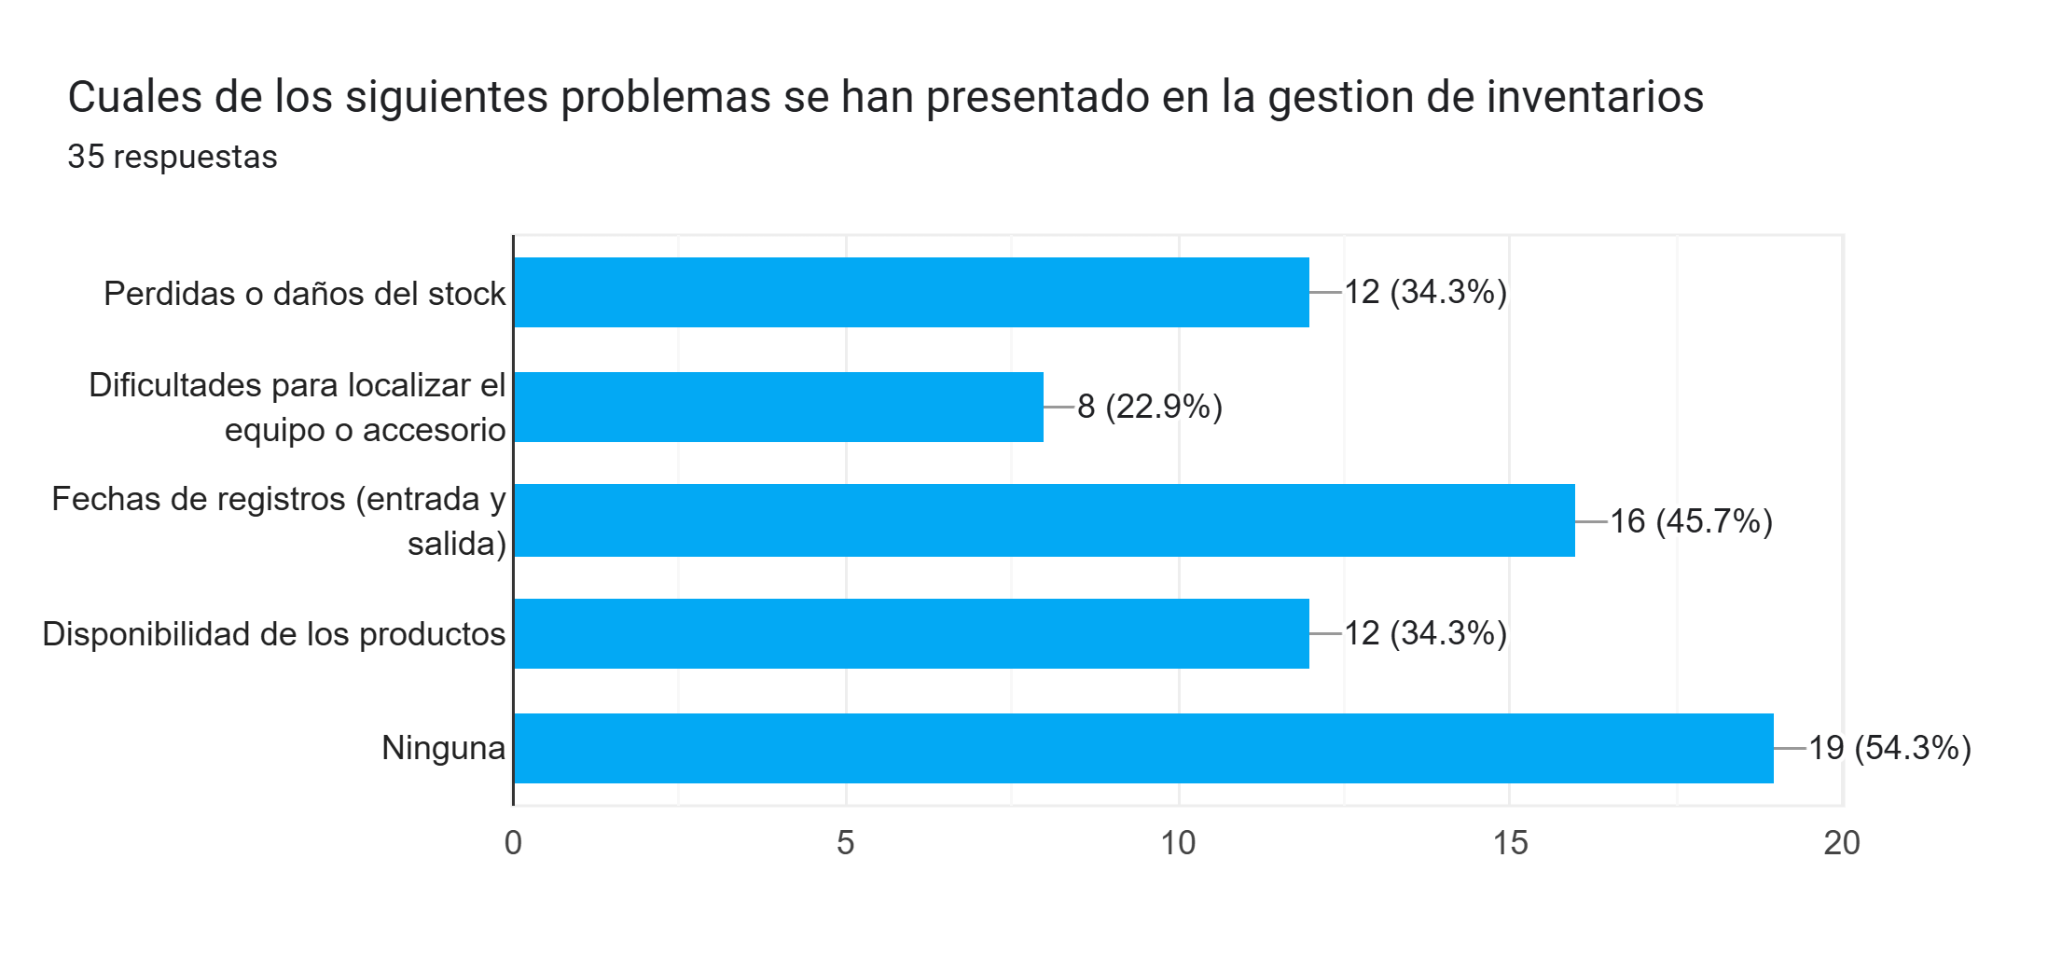 Cuales de los siguientes problemas se han presentado en la gestion de inventarios
35 respuestas
Perdidas o daños del stock
12 (34.3%)
Dificultades para localizar el
equipo o accesorio
8 (22.9%)
Fechas de registros (entrada y
salida)
16 (45.7%)
Disponibilidad de los productos
12 (34.3%)
Ninguna
19 (54.3%)
0 5 10 15 20